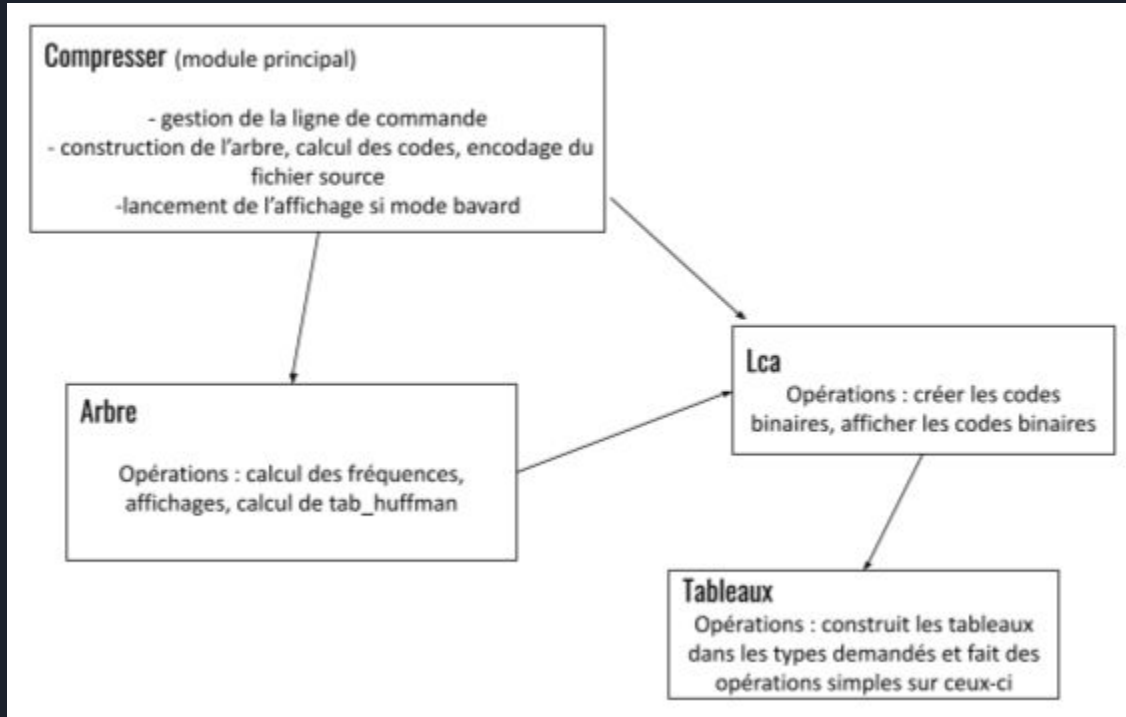 Compresser (module principal)
- gestion de la ligne de commande
- construction de l'arbre, calcul des codes, encodage du
fichier source
-lancement de l'affichage si mode bavard
Arbre
Opérations : calcul des fréquences,
affichages, calcul de tab_huffman
Lca
Opérations : créer les codes
binaires, afficher les codes binaires
Tableaux
Opérations : construit les tableaux
dans les types demandés et fait des
opérations simples sur ceux-ci